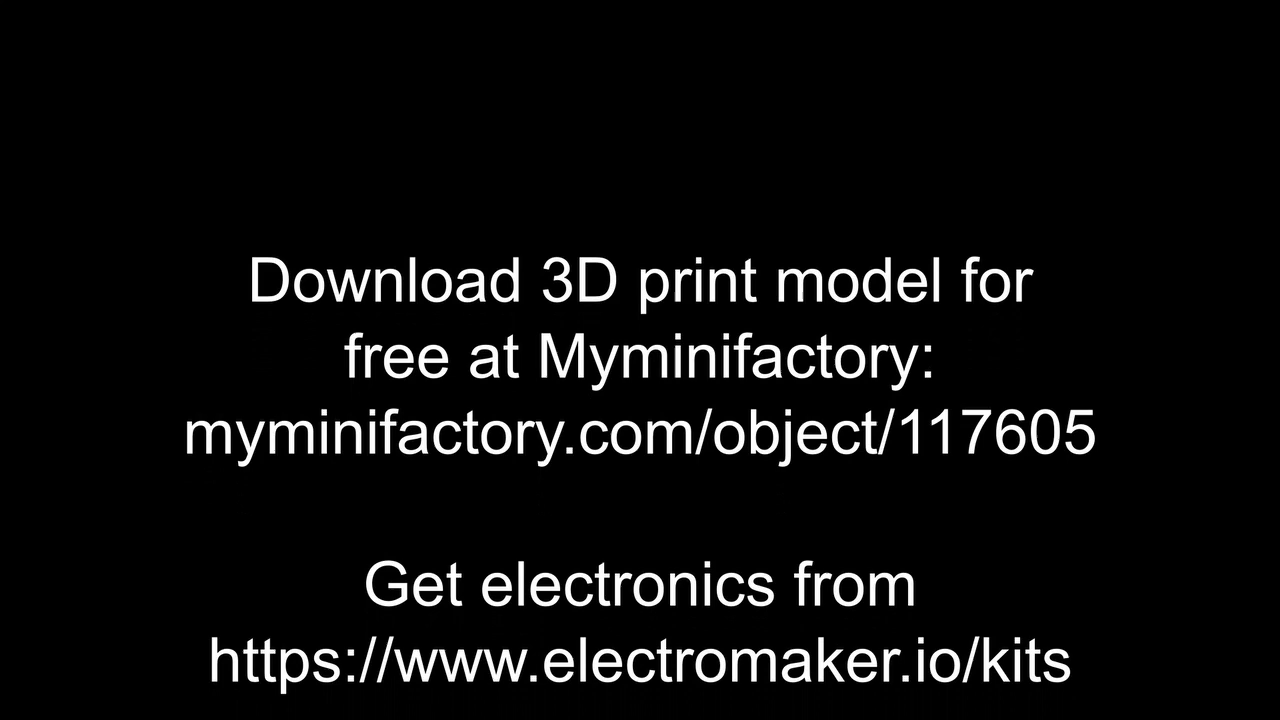 Download 3D print model for
free at Myminifactory:
myminifactory.com/object/117605
Get electronics from
https://www.electromaker.io/kits